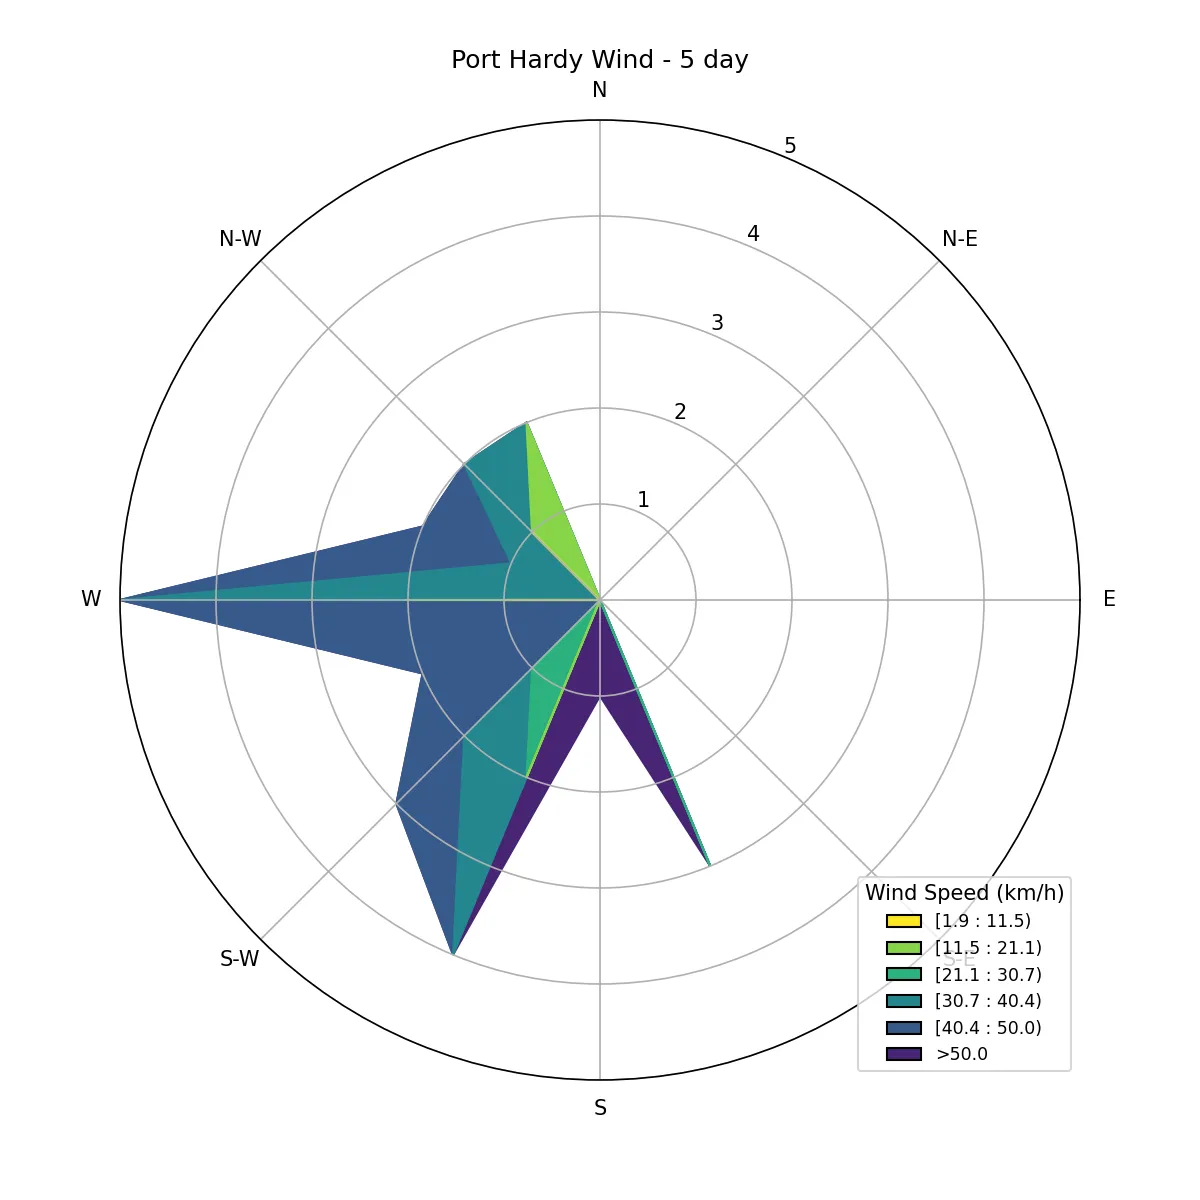 Port Hardy Wind - 5 day
N
5
4
N-W
N-E
3
2
1
W
E
Wind Speed (km/h)
[1.9 : 11.5)
[11.5 : 21.1)
S-W
S-E
[21.1 : 30.7)
[30.7 : 40.4)
[40.4 : 50.0)
>50.0
S